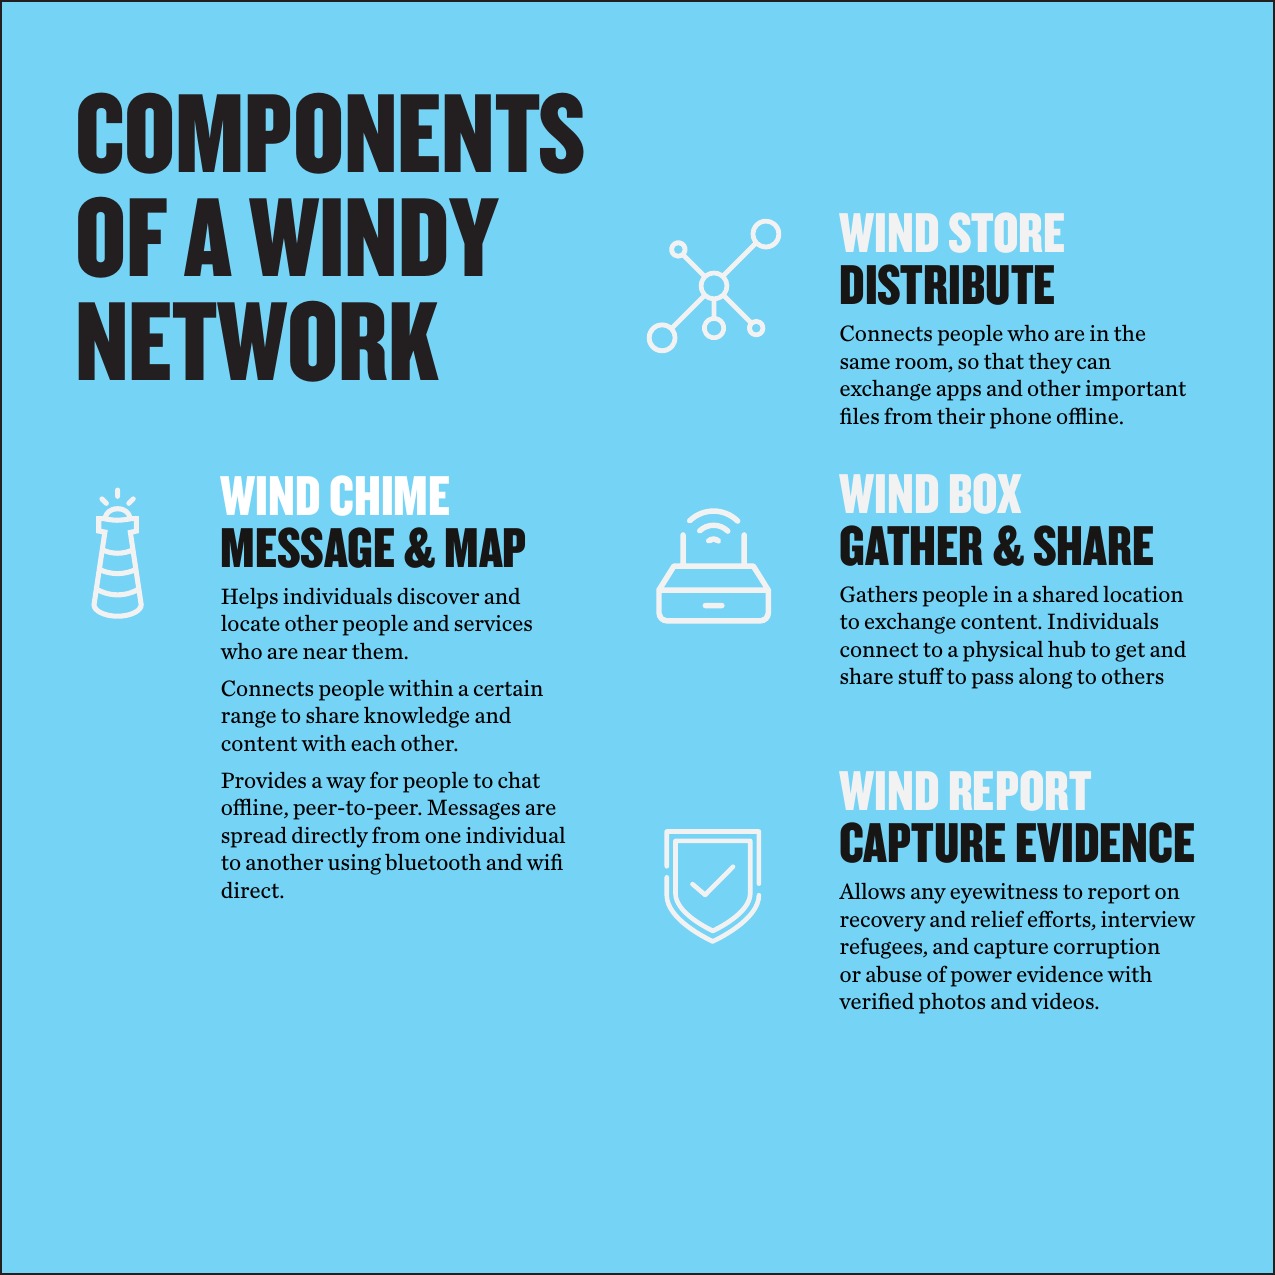 COMPONENTS
OF A WINDY
NETWORK
WIND CHIME
MESSAGE & MAP
Helps individuals discover and
locate other people and services
who are near them.
Connects people within a certain
range to share knowledge and
content with each other.
Provides a way for people to chat
offline, peer-to-peer. Messages are
spread directly from one individual
to another using bluetooth and wifi
direct.
WIND STORE
DISTRIBUTE
Connects people who are in the
same room, so that they can
exchange apps and other important
files from their phone offline.
WIND BOX
GATHER & SHARE
Gathers people in a shared location
to exchange content. Individuals
connect to a physical hub to get and
share stuff to pass along to others
WIND REPORT
CAPTURE EVIDENCE
Allows any eyewitness to report on
recovery and relief efforts, interview
refugees, and capture corruption
or abuse of power evidence with
verified photos and videos.